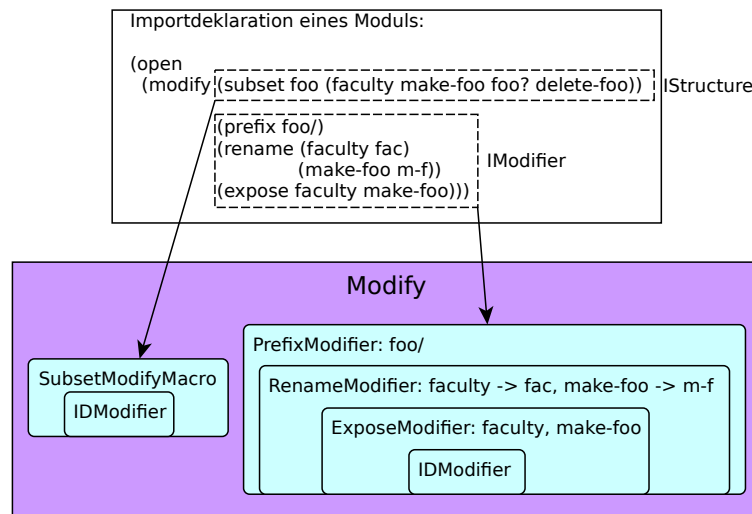 Importdeklaration eines Moduls:
(open
(modify (subset foo (faculty make-foo foo? delete-foo))
IStructure
(prefix foo/)
(rename (faculty fac)
(make-foo m-f))
(expose faculty make-foo)))
IModifier
Modify
PrefixModifier: foo/
SubsetModifyMacro
IDModifier
RenameModifier: faculty -> fac, make-foo -> m-f
ExposeModifier: faculty, make-foo
IDModifier